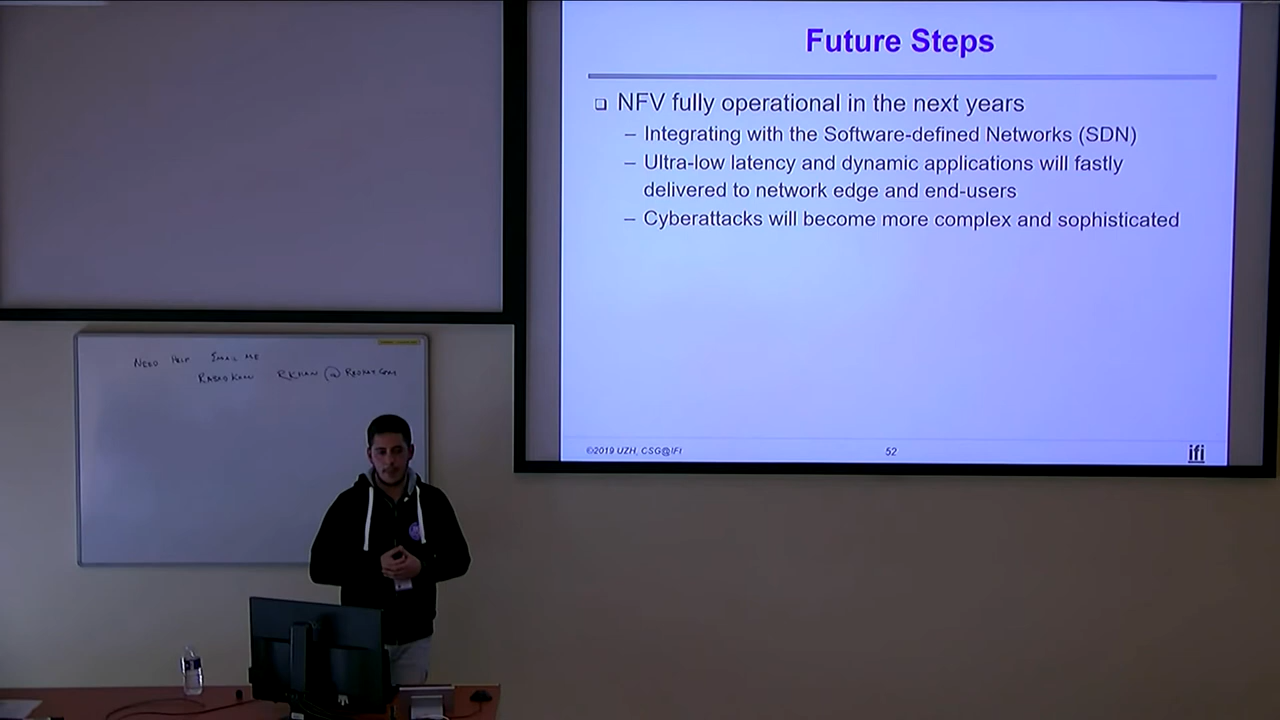 Future Steps
NFV fully operational in the next years
– Integrating with the Software-defined Networks (SDN)
– Ultra-low latency and dynamic applications will fastly
delivered to network edge and end-users
– Cyberattacks will become more complex and sophisticated
©2019 UZH, CSG@IFI
52
ifi
NEED HELP EMAIL ME
RKHAN @